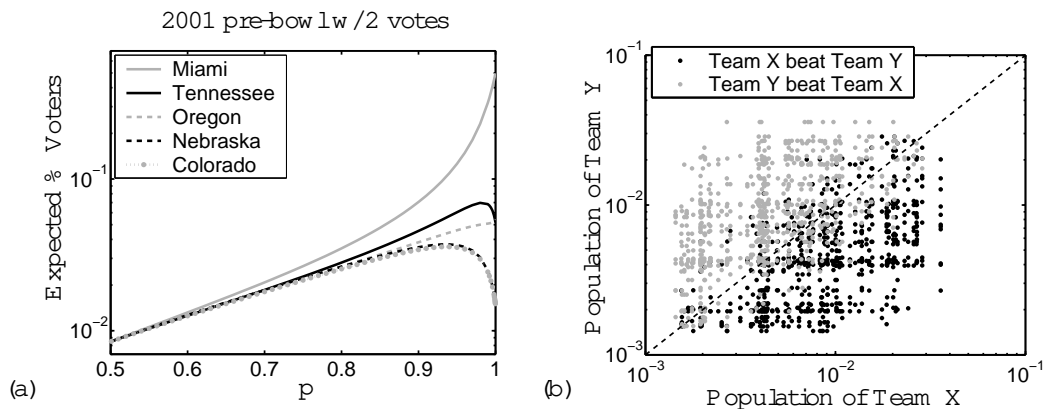 2001 pre-bowl w/2 votes
Expected % Voters
10^-1
10^-2
Miami
Tennessee
Oregon
Nebraska
Colorado
0.5 0.6 0.7 0.8 0.9 1
p
(a)
Population of Team Y
10^-1
10^-2
10^-3
Team X beat Team Y
Team Y beat Team X
10^-3 10^-2 10^-1
Population of Team X
(b)